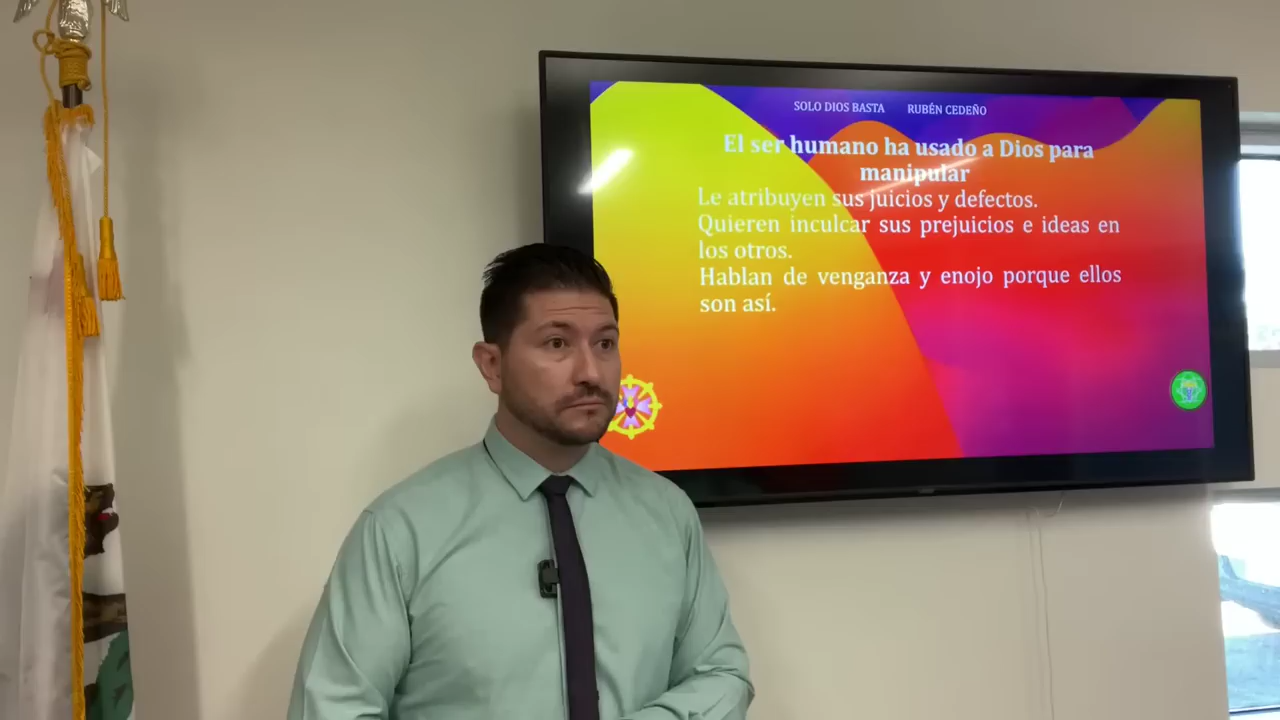 SOLO DIOS BASTA RUBÉN CEDEÑO
El ser humano ha usado a Dios para
manipular
Le atribuyen sus juicios y defectos.
Quieren inculcar sus prejuicios e ideas en
los otros.
Hablan de venganza y enojo porque ellos
son así.